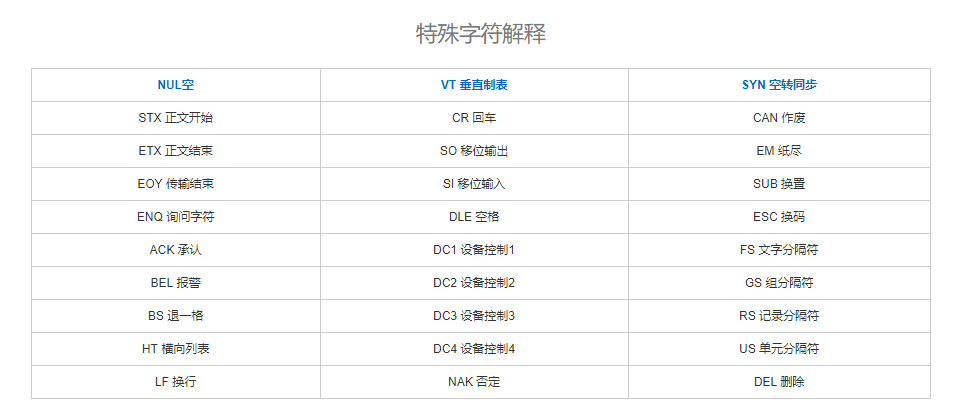 特殊字符解释
NUL空 VT 垂直制表 SYN 空转同步
STX 正文开始 CR 回车 CAN 作废
ETX 正文结束 SO 移位输出 EM 纸尽
EOY 传输结束 SI 移位输入 SUB 换置
ENQ 询问字符 DLE 空格 ESC 换码
ACK 承认 DC1 设备控制1 FS 文字分隔符
BEL 报警 DC2 设备控制2 GS 组分隔符
BS 退一格 DC3 设备控制3 RS 记录分隔符
HT 横向列表 DC4 设备控制4 US 单元分隔符
LF 换行 NAK 否定 DEL 删除